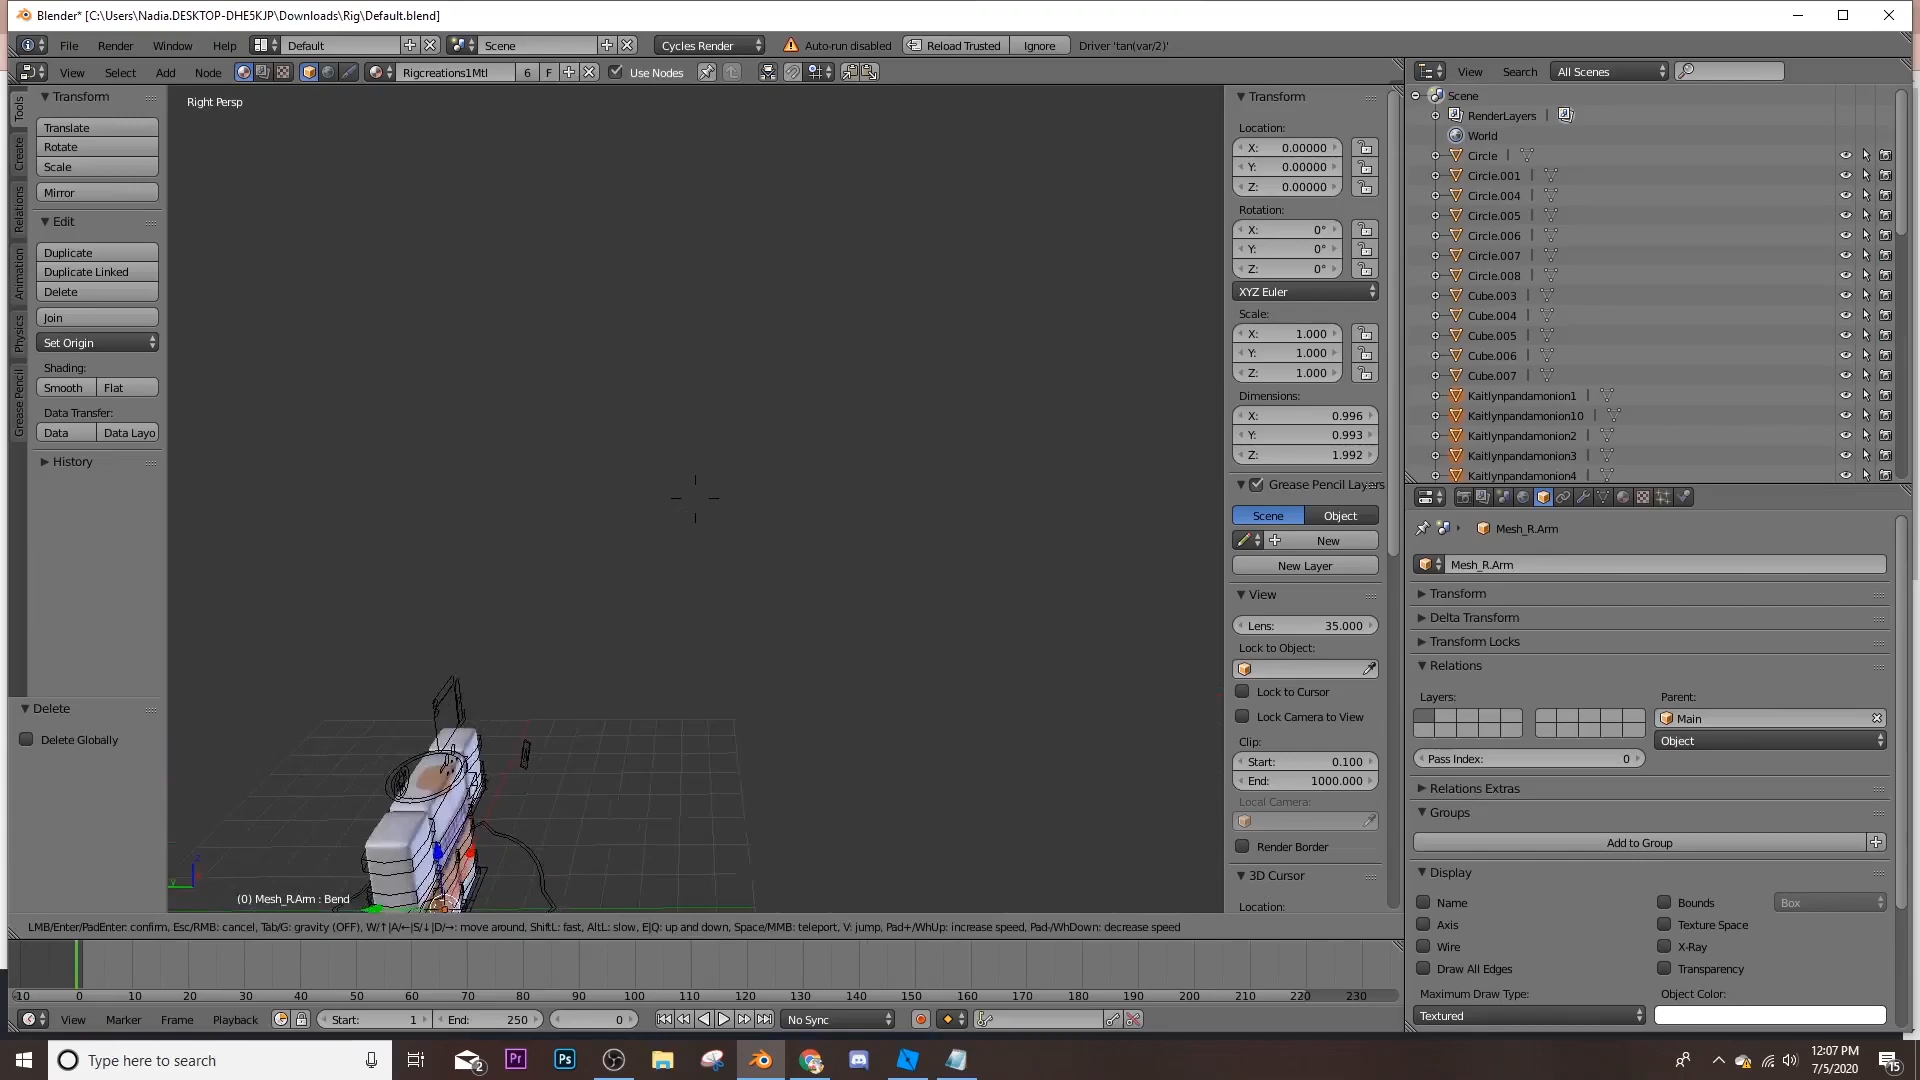 Blender* [C:\Users\Nadia.DESKTOP-DHE5KJP\Downloads\Rig\Default.blend]
File Render Window Help Default Scene Cycles Render Auto-run disabled Reload Trusted Ignore Driver 'tan(var/2)'
View Select Add Node Rigcreations1Mtl 6 F Use Nodes
View Search All Scenes
Tools
Create
Relations
Animation
Physics
Grease Pencil
Transform
Translate
Rotate
Scale
Mirror
Edit
Duplicate
Duplicate Linked
Delete
Join
Set Origin
Shading:
Smooth Flat
Data Transfer:
Data Data Layo
History
Delete
Delete Globally
Right Persp
(0) Mesh_R.Arm : Bend
Transform
Location:
X: 0.00000
Y: 0.00000
Z: 0.00000
Rotation:
X: 0°
Y: 0°
Z: 0°
XYZ Euler
Scale:
X: 1.000
Y: 1.000
Z: 1.000
Dimensions:
X: 0.996
Y: 0.993
Z: 1.992
Grease Pencil Layers
Scene Object
New
New Layer
View
Lens: 35.000
Lock to Object:
Lock to Cursor
Lock Camera to View
Clip:
Start: 0.100
End: 1000.000
Local Camera:
Render Border
3D Cursor
Location:
Scene
RenderLayers
World
Circle
Circle.001
Circle.004
Circle.005
Circle.006
Circle.007
Circle.008
Cube.003
Cube.004
Cube.005
Cube.006
Cube.007
Kaitlynpandamonion1
Kaitlynpandamonion10
Kaitlynpandamonion2
Kaitlynpandamonion3
Kaitlynpandamonion4
Mesh_R.Arm
Mesh_R.Arm
Transform
Delta Transform
Transform Locks
Relations
Layers: Parent:
Main
Object
Pass Index: 0
Relations Extras
Groups
Add to Group
Display
Name Bounds Box
Axis Texture Space
Wire X-Ray
Draw All Edges Transparency
Maximum Draw Type: Object Color:
Textured
LMB/Enter/PadEnter: confirm, Esc/RMB: cancel, Tab/G: gravity (OFF), W/↑|A/←|S/↓|D/→: move around, ShiftL: fast, AltL: slow, E|Q: up and down, Space/MMB: teleport, V: jump, Pad+/WhUp: increase speed, Pad-/WhDown: decrease speed
-10 0 10 20 30 40 50 60 70 80 90 100 110 120 130 140 150 160 170 180 190 200 210 220 230
View Marker Frame Playback Start: 1 End: 250 0 No Sync
Type here to search 2 Pr Ps 12:07 PM
7/5/2020 15